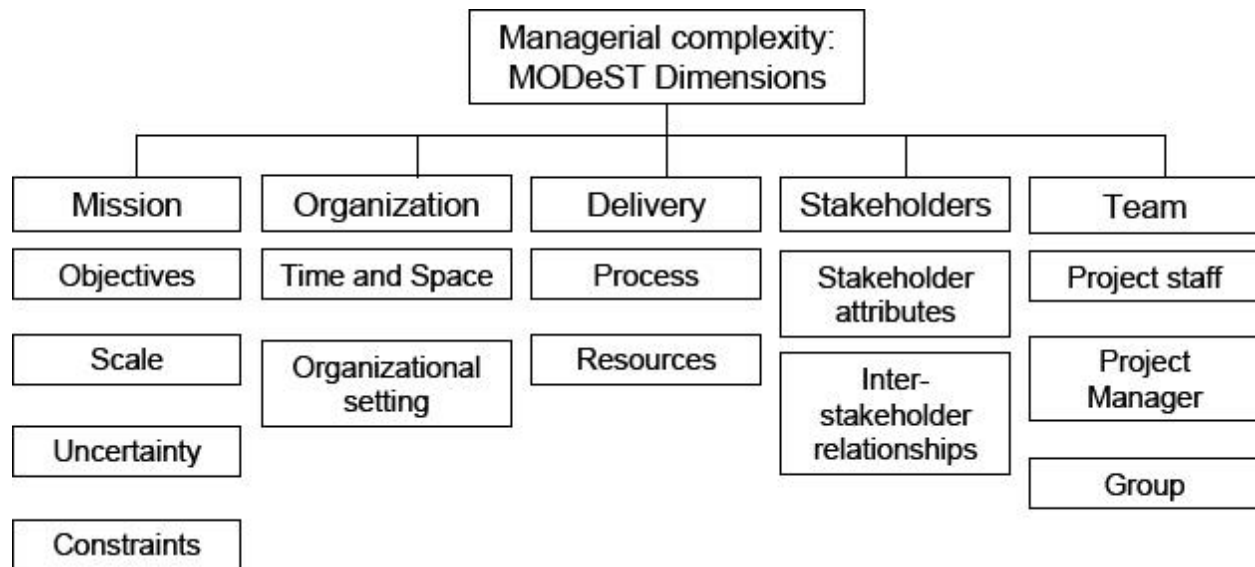 Managerial complexity:
MODeST Dimensions
Mission
Organization
Delivery
Stakeholders
Team
Objectives
Time and Space
Process
Stakeholder
attributes
Project staff
Scale
Organizational
setting
Resources
Inter-
stakeholder
relationships
Project
Manager
Uncertainty
Group
Constraints